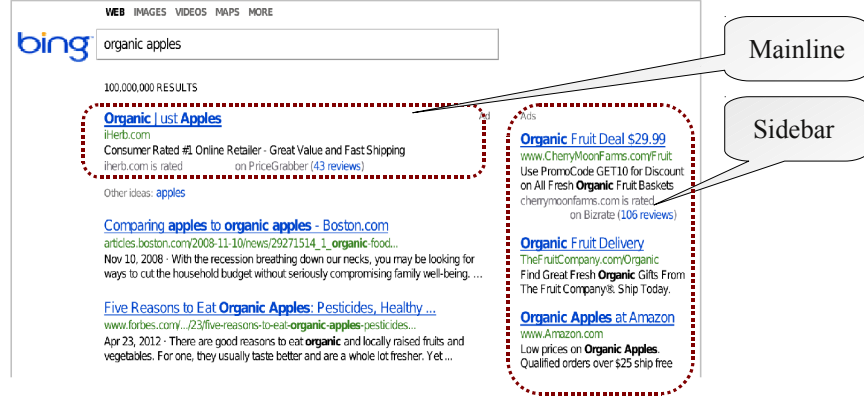 WEB IMAGES VIDEOS MAPS MORE
bing
organic apples
100,000,000 RESULTS
Organic Just Apples
Ad
iHerb.com
Consumer Rated #1 Online Retailer - Great Value and Fast Shipping
iherb.com is rated on PriceGrabber (43 reviews)
Other ideas: apples
Comparing apples to organic apples - Boston.com
articles.boston.com/2008-11-10/news/29271514_1_organic-food...
Nov 10, 2008 · With the recession breathing down our necks, you may be looking for
ways to cut the household budget without seriously compromising family well-being. ...
Five Reasons to Eat Organic Apples: Pesticides, Healthy ...
www.forbes.com/.../23/five-reasons-to-eat-organic-apples-pesticides...
Apr 23, 2012 · There are good reasons to eat organic and locally raised fruits and
vegetables. For one, they usually taste better and are a whole lot fresher. Yet ...
Ads
Organic Fruit Deal $29.99
www.CherryMoonFarms.com/Fruit
Use PromoCode GET10 for Discount
on All Fresh Organic Fruit Baskets
cherrymoonfarms.com is rated
on Bizrate (106 reviews)
Organic Fruit Delivery
TheFruitCompany.com/Organic
Find Great Fresh Organic Gifts From
The Fruit Company®. Ship Today.
Organic Apples at Amazon
www.Amazon.com
Low prices on Organic Apples.
Qualified orders over $25 ship free
Mainline
Sidebar